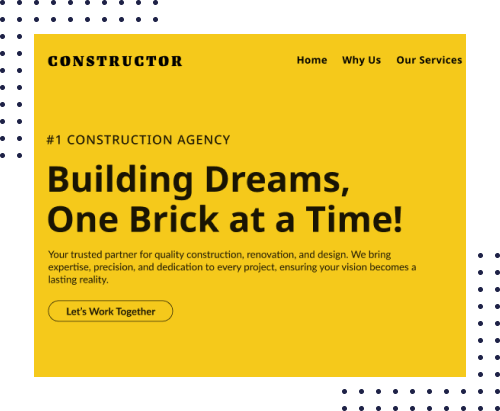 CONSTRUCTOR
Home Why Us Our Services
#1 CONSTRUCTION AGENCY
Building Dreams,
One Brick at a Time!
Your trusted partner for quality construction, renovation, and design. We bring
expertise, precision, and dedication to every project, ensuring your vision becomes a
lasting reality.
Let's Work Together